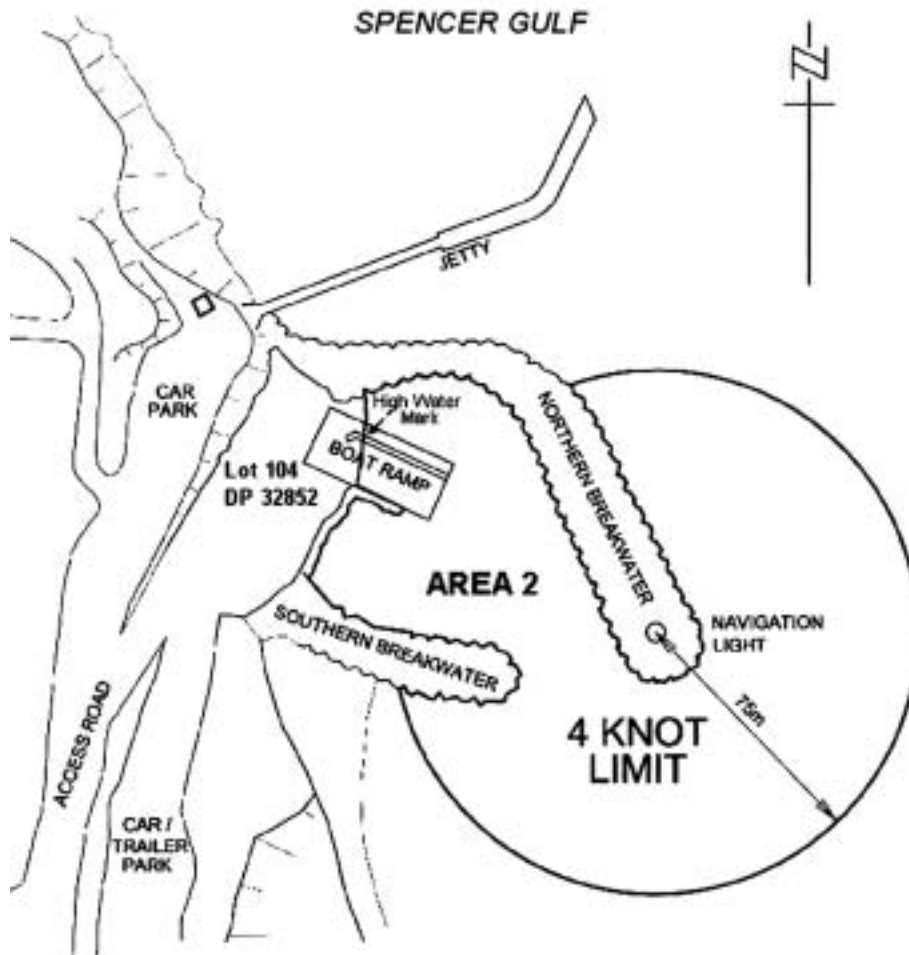 SPENCER GULF
N
JETTY
CAR
PARK
High Water
Mark
BOAT RAMP
Lot 104
DP 32852
NORTHERN BREAKWATER
AREA 2
SOUTHERN BREAKWATER
NAVIGATION
LIGHT
75m
4 KNOT
LIMIT
ACCESS ROAD
CAR /
TRAILER
PARK